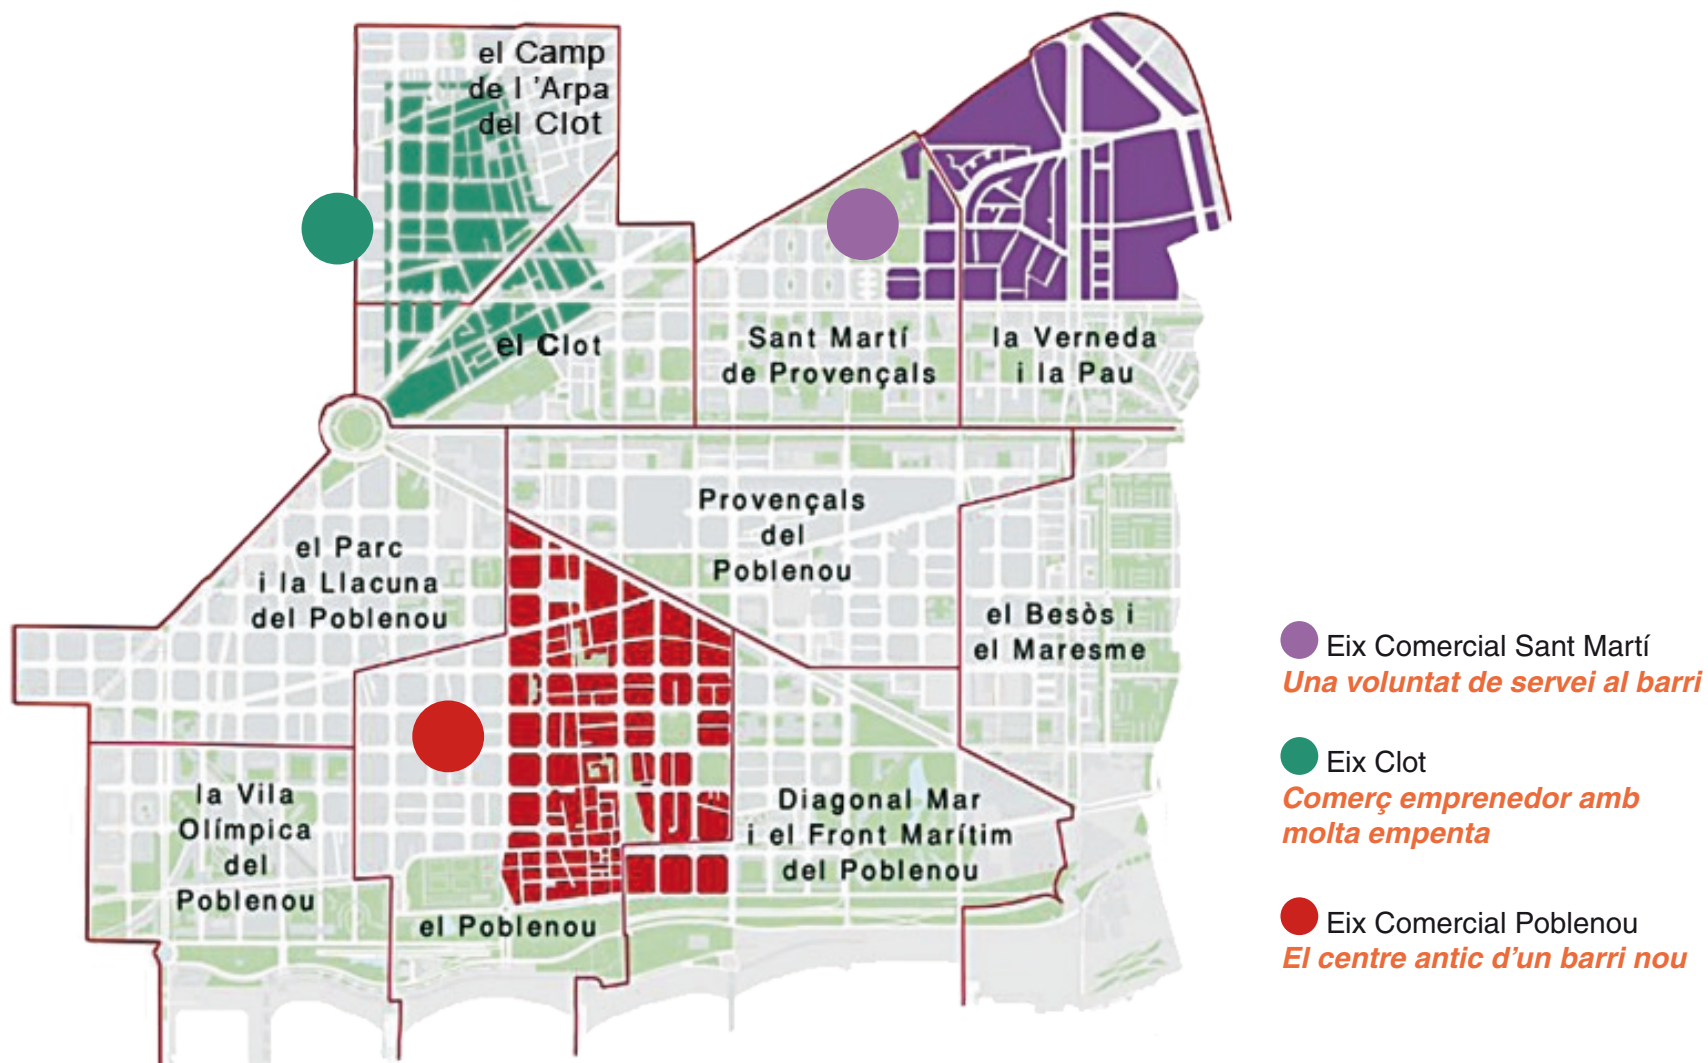 el Camp
de l 'Arpa
del Clot
el Clot
Sant Martí
de Provençals
la Verneda
i la Pau
Provençals
del
Poblenou
el Parc
i la Llacuna
del Poblenou
el Besòs i
el Maresme
la Vila
Olímpica
del
Poblenou
Diagonal Mar
i el Front Marítim
del Poblenou
el Poblenou
Eix Comercial Sant Martí
Una voluntat de servei al barri
Eix Clot
Comerç emprenedor amb
molta empenta
Eix Comercial Poblenou
El centre antic d’un barri nou